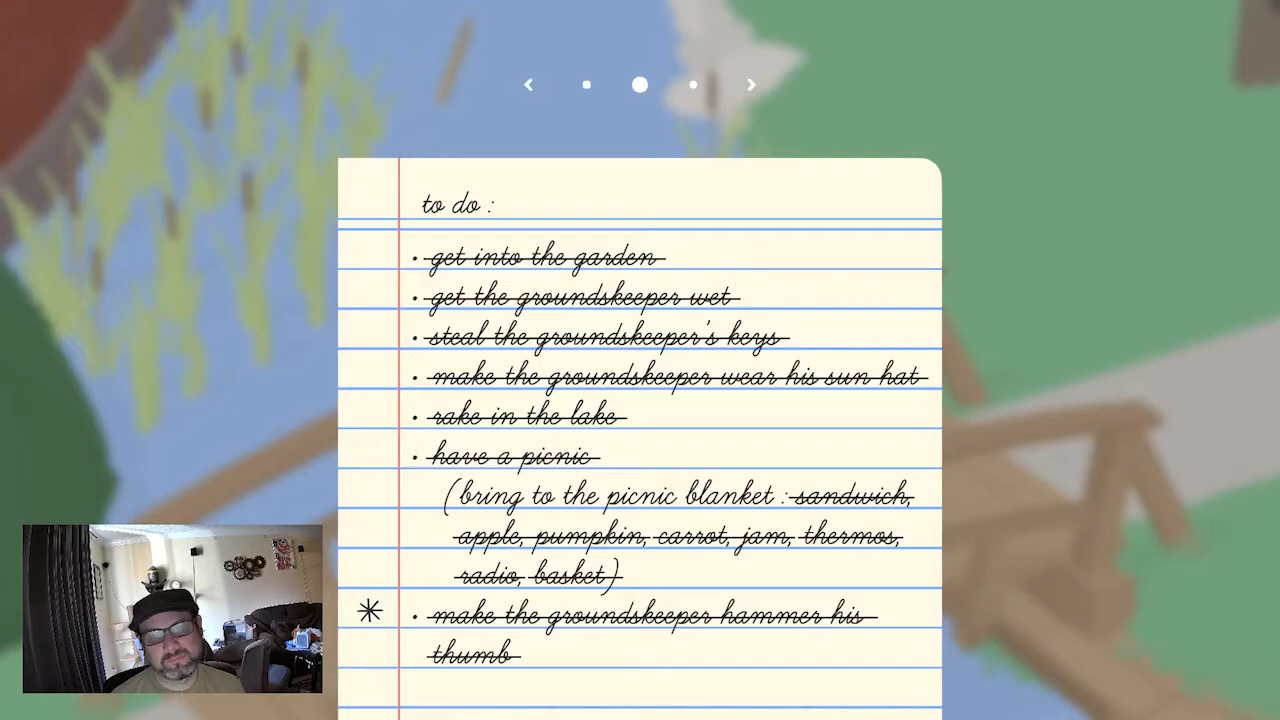 to do :
• get into the garden
• get the groundskeeper wet
• steal the groundskeeper's keys
• make the groundskeeper wear his sun hat
• rake in the lake
• have a picnic
(bring to the picnic blanket : sandwich,
apple, pumpkin, carrot, jam, thermos,
radio, basket)
• make the groundskeeper hammer his
thumb